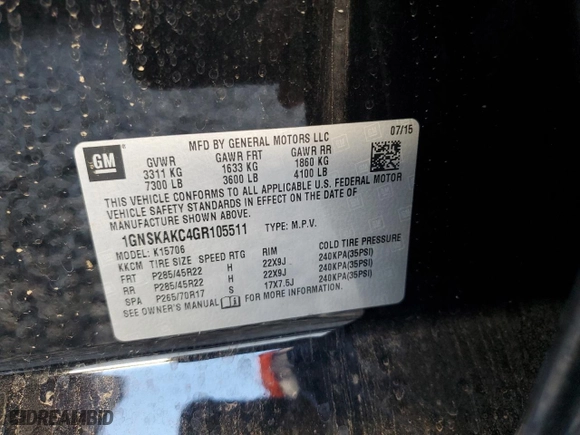 MFD BY GENERAL MOTORS LLC 07/15
GM
GVWR GAWR FRT GAWR RR
3311 KG 1633 KG 1860 KG
7300 LB 3600 LB 4100 LB
THIS VEHICLE CONFORMS TO ALL APPLICABLE U.S. FEDERAL MOTOR
VEHICLE SAFETY STANDARDS IN EFFECT ON THE DATE OF
MANUFACTURE SHOWN ABOVE.
1GNSKAKC4GR105511 TYPE: M.P.V.
MODEL: K15706
KKCM TIRE SIZE SPEED RTG RIM COLD TIRE PRESSURE
FRT P285/45R22 H 22X9J 240KPA(35PSI)
RR P285/45R22 H 22X9J 240KPA(35PSI)
SPA P265/70R17 17X7.5J 240KPA(35PSI)
SEE OWNER'S MANUAL FOR MORE INFORMATION.
DREAMBID